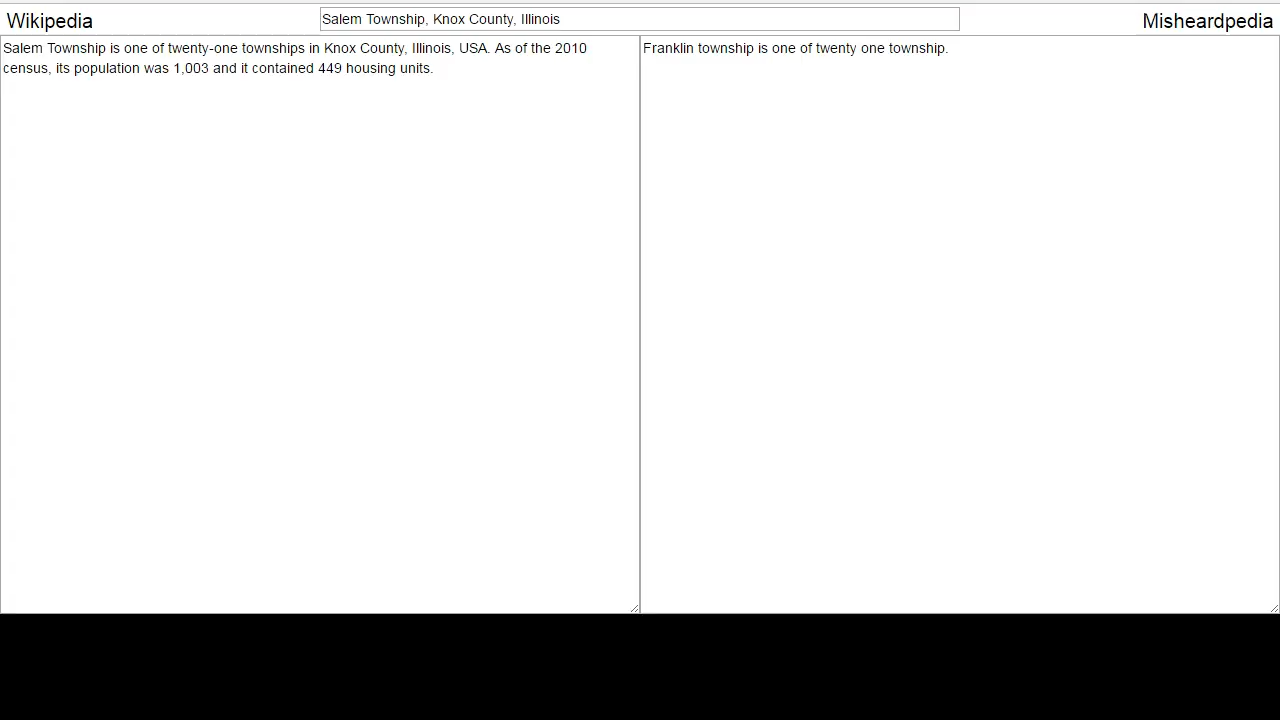 Wikipedia
Salem Township, Knox County, Illinois
Misheardpedia
Salem Township is one of twenty-one townships in Knox County, Illinois, USA. As of the 2010
census, its population was 1,003 and it contained 449 housing units.
Franklin township is one of twenty one township.